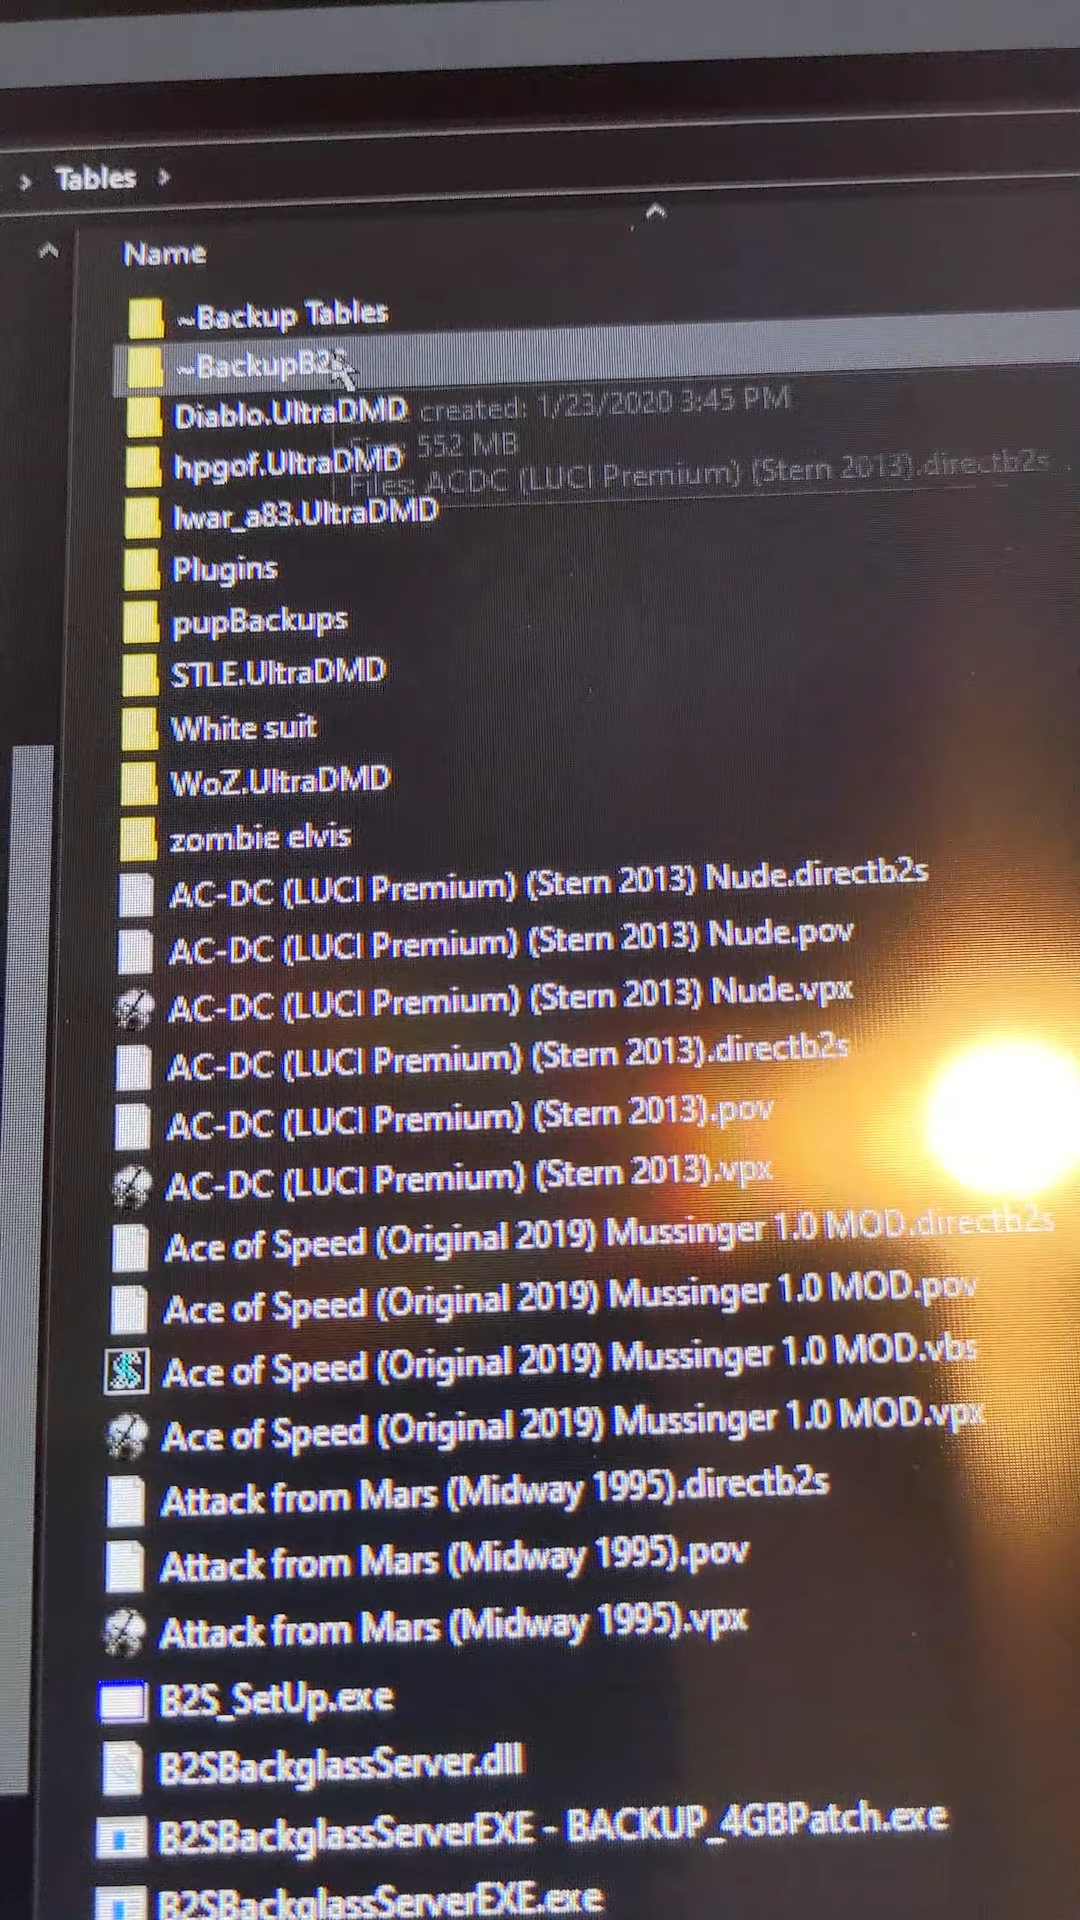 Tables
Name
~Backup Tables
~BackupB2S
Diablo.UltraDMD
created: 1/23/2020 3:45 PM
Size: 552 MB
hpgof.UltraDMD
Files: ACDC (LUCI Premium) (Stern 2013).directb2s
lwar_a83.UltraDMD
Plugins
pupBackups
STLE.UltraDMD
White suit
WoZ.UltraDMD
zombie elvis
AC-DC (LUCI Premium) (Stern 2013) Nude.directb2s
AC-DC (LUCI Premium) (Stern 2013) Nude.pov
AC-DC (LUCI Premium) (Stern 2013) Nude.vpx
AC-DC (LUCI Premium) (Stern 2013).directb2s
AC-DC (LUCI Premium) (Stern 2013).pov
AC-DC (LUCI Premium) (Stern 2013).vpx
Ace of Speed (Original 2019) Mussinger 1.0 MOD.directb2s
Ace of Speed (Original 2019) Mussinger 1.0 MOD.pov
Ace of Speed (Original 2019) Mussinger 1.0 MOD.vbs
Ace of Speed (Original 2019) Mussinger 1.0 MOD.vpx
Attack from Mars (Midway 1995).directb2s
Attack from Mars (Midway 1995).pov
Attack from Mars (Midway 1995).vpx
B2S_SetUp.exe
B2SBackglassServer.dll
B2SBackglassServerEXE - BACKUP_4GBPatch.exe
B2SBackglassServerEXE.exe